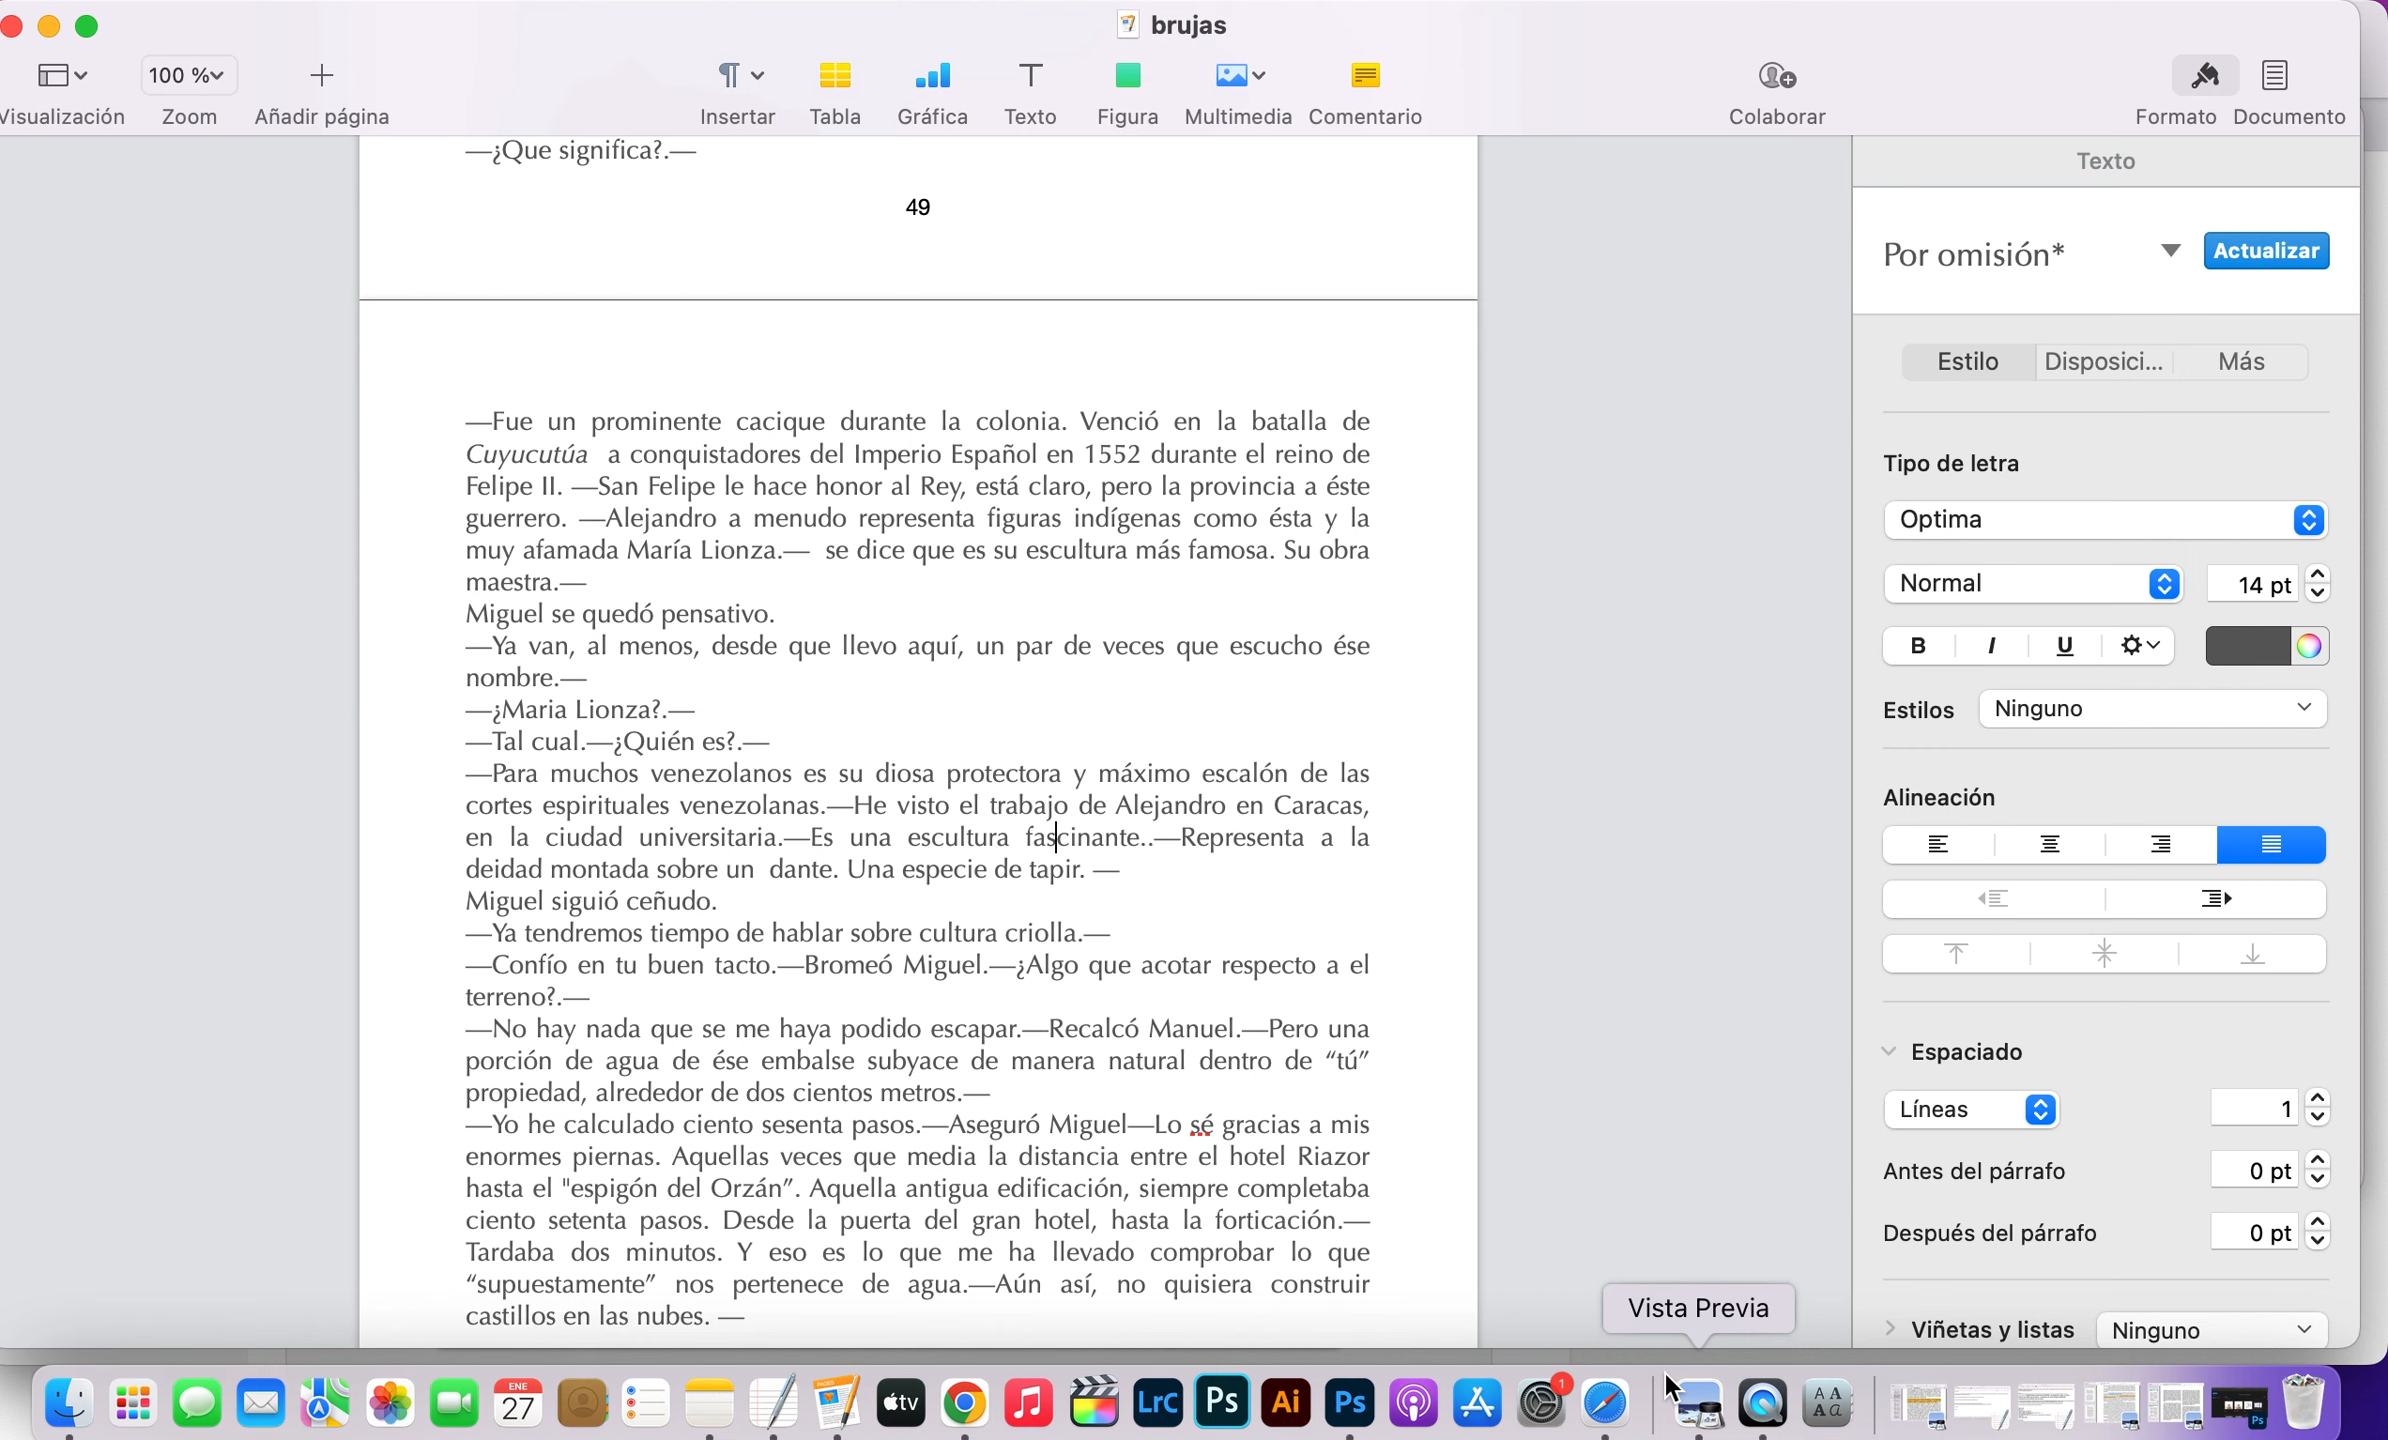 brujas
100 %
Visualización Zoom Añadir página Insertar Tabla Gráfica Texto Figura Multimedia Comentario Colaborar Formato Documento
—¿Que significa?.—
49
—Fue un prominente cacique durante la colonia. Venció en la batalla de
Cuyucutúa a conquistadores del Imperio Español en 1552 durante el reino de
Felipe II. —San Felipe le hace honor al Rey, está claro, pero la provincia a éste
guerrero. —Alejandro a menudo representa figuras indígenas como ésta y la
muy afamada María Lionza.— se dice que es su escultura más famosa. Su obra
maestra.—
Miguel se quedó pensativo.
—Ya van, al menos, desde que llevo aquí, un par de veces que escucho ése
nombre.—
—¿Maria Lionza?.—
—Tal cual.—¿Quién es?.—
—Para muchos venezolanos es su diosa protectora y máximo escalón de las
cortes espirituales venezolanas.—He visto el trabajo de Alejandro en Caracas,
en la ciudad universitaria.—Es una escultura fascinante..—Representa a la
deidad montada sobre un dante. Una especie de tapir. —
Miguel siguió ceñudo.
—Ya tendremos tiempo de hablar sobre cultura criolla.—
—Confío en tu buen tacto.—Bromeó Miguel.—¿Algo que acotar respecto a el
terreno?.—
—No hay nada que se me haya podido escapar.—Recalcó Manuel.—Pero una
porción de agua de ése embalse subyace de manera natural dentro de “tú”
propiedad, alrededor de dos cientos metros.—
—Yo he calculado ciento sesenta pasos.—Aseguró Miguel—Lo sé gracias a mis
enormes piernas. Aquellas veces que media la distancia entre el hotel Riazor
hasta el "espigón del Orzán”. Aquella antigua edificación, siempre completaba
ciento setenta pasos. Desde la puerta del gran hotel, hasta la forticación.—
Tardaba dos minutos. Y eso es lo que me ha llevado comprobar lo que
“supuestamente” nos pertenece de agua.—Aún así, no quisiera construir
castillos en las nubes. —
Texto
Por omisión*
Actualizar
Estilo Disposici... Más
Tipo de letra
Optima
Normal 14 pt
B I U
Estilos Ninguno
Alineación
Espaciado
Líneas 1
Antes del párrafo 0 pt
Después del párrafo 0 pt
Viñetas y listas Ninguno
Vista Previa
ENE
27
PAGES
tv
LrC
Ps
Ai
Ps
1
A A
A a
Ps